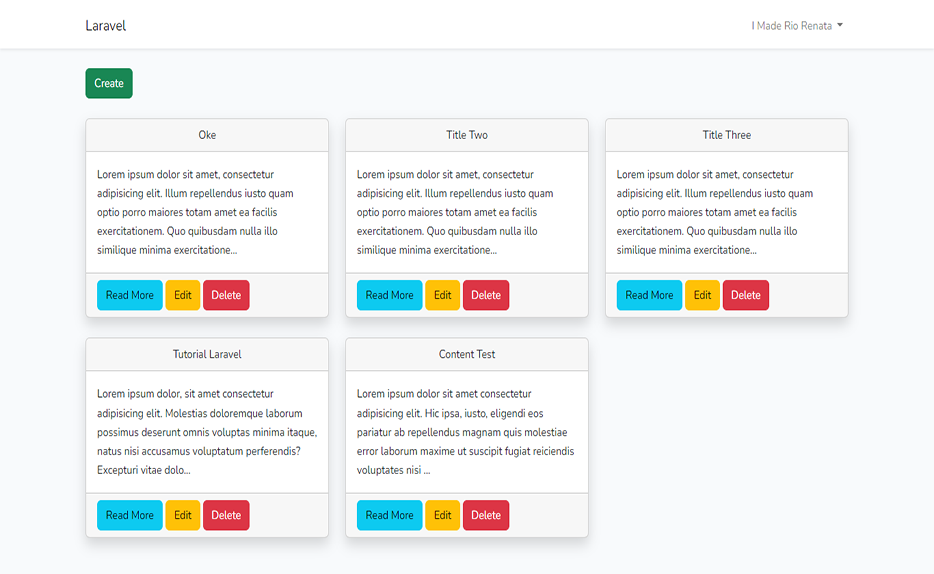 Laravel
I Made Rio Renata
Create
Oke
Lorem ipsum dolor sit amet, consectetur
adipisicing elit. Illum repellendus iusto quam
optio porro maiores totam amet ea facilis
exercitationem. Quo quibusdam nulla illo
similique minima exercitatione...
Read More Edit Delete
Title Two
Lorem ipsum dolor sit amet, consectetur
adipisicing elit. Illum repellendus iusto quam
optio porro maiores totam amet ea facilis
exercitationem. Quo quibusdam nulla illo
similique minima exercitatione...
Read More Edit Delete
Title Three
Lorem ipsum dolor sit amet, consectetur
adipisicing elit. Illum repellendus iusto quam
optio porro maiores totam amet ea facilis
exercitationem. Quo quibusdam nulla illo
similique minima exercitatione...
Read More Edit Delete
Tutorial Laravel
Lorem ipsum dolor, sit amet consectetur
adipisicing elit. Molestias doloremque laborum
possimus deserunt omnis voluptas minima itaque,
natus nisi accusamus voluptatum perferendis?
Excepturi vitae dolo...
Read More Edit Delete
Content Test
Lorem ipsum dolor sit amet consectetur
adipisicing elit. Hic ipsa, iusto, eligendi eos
pariatur ab repellendus magnam quis molestiae
error laborum maxime ut suscipit fugiat reiciendis
voluptates nisi ...
Read More Edit Delete